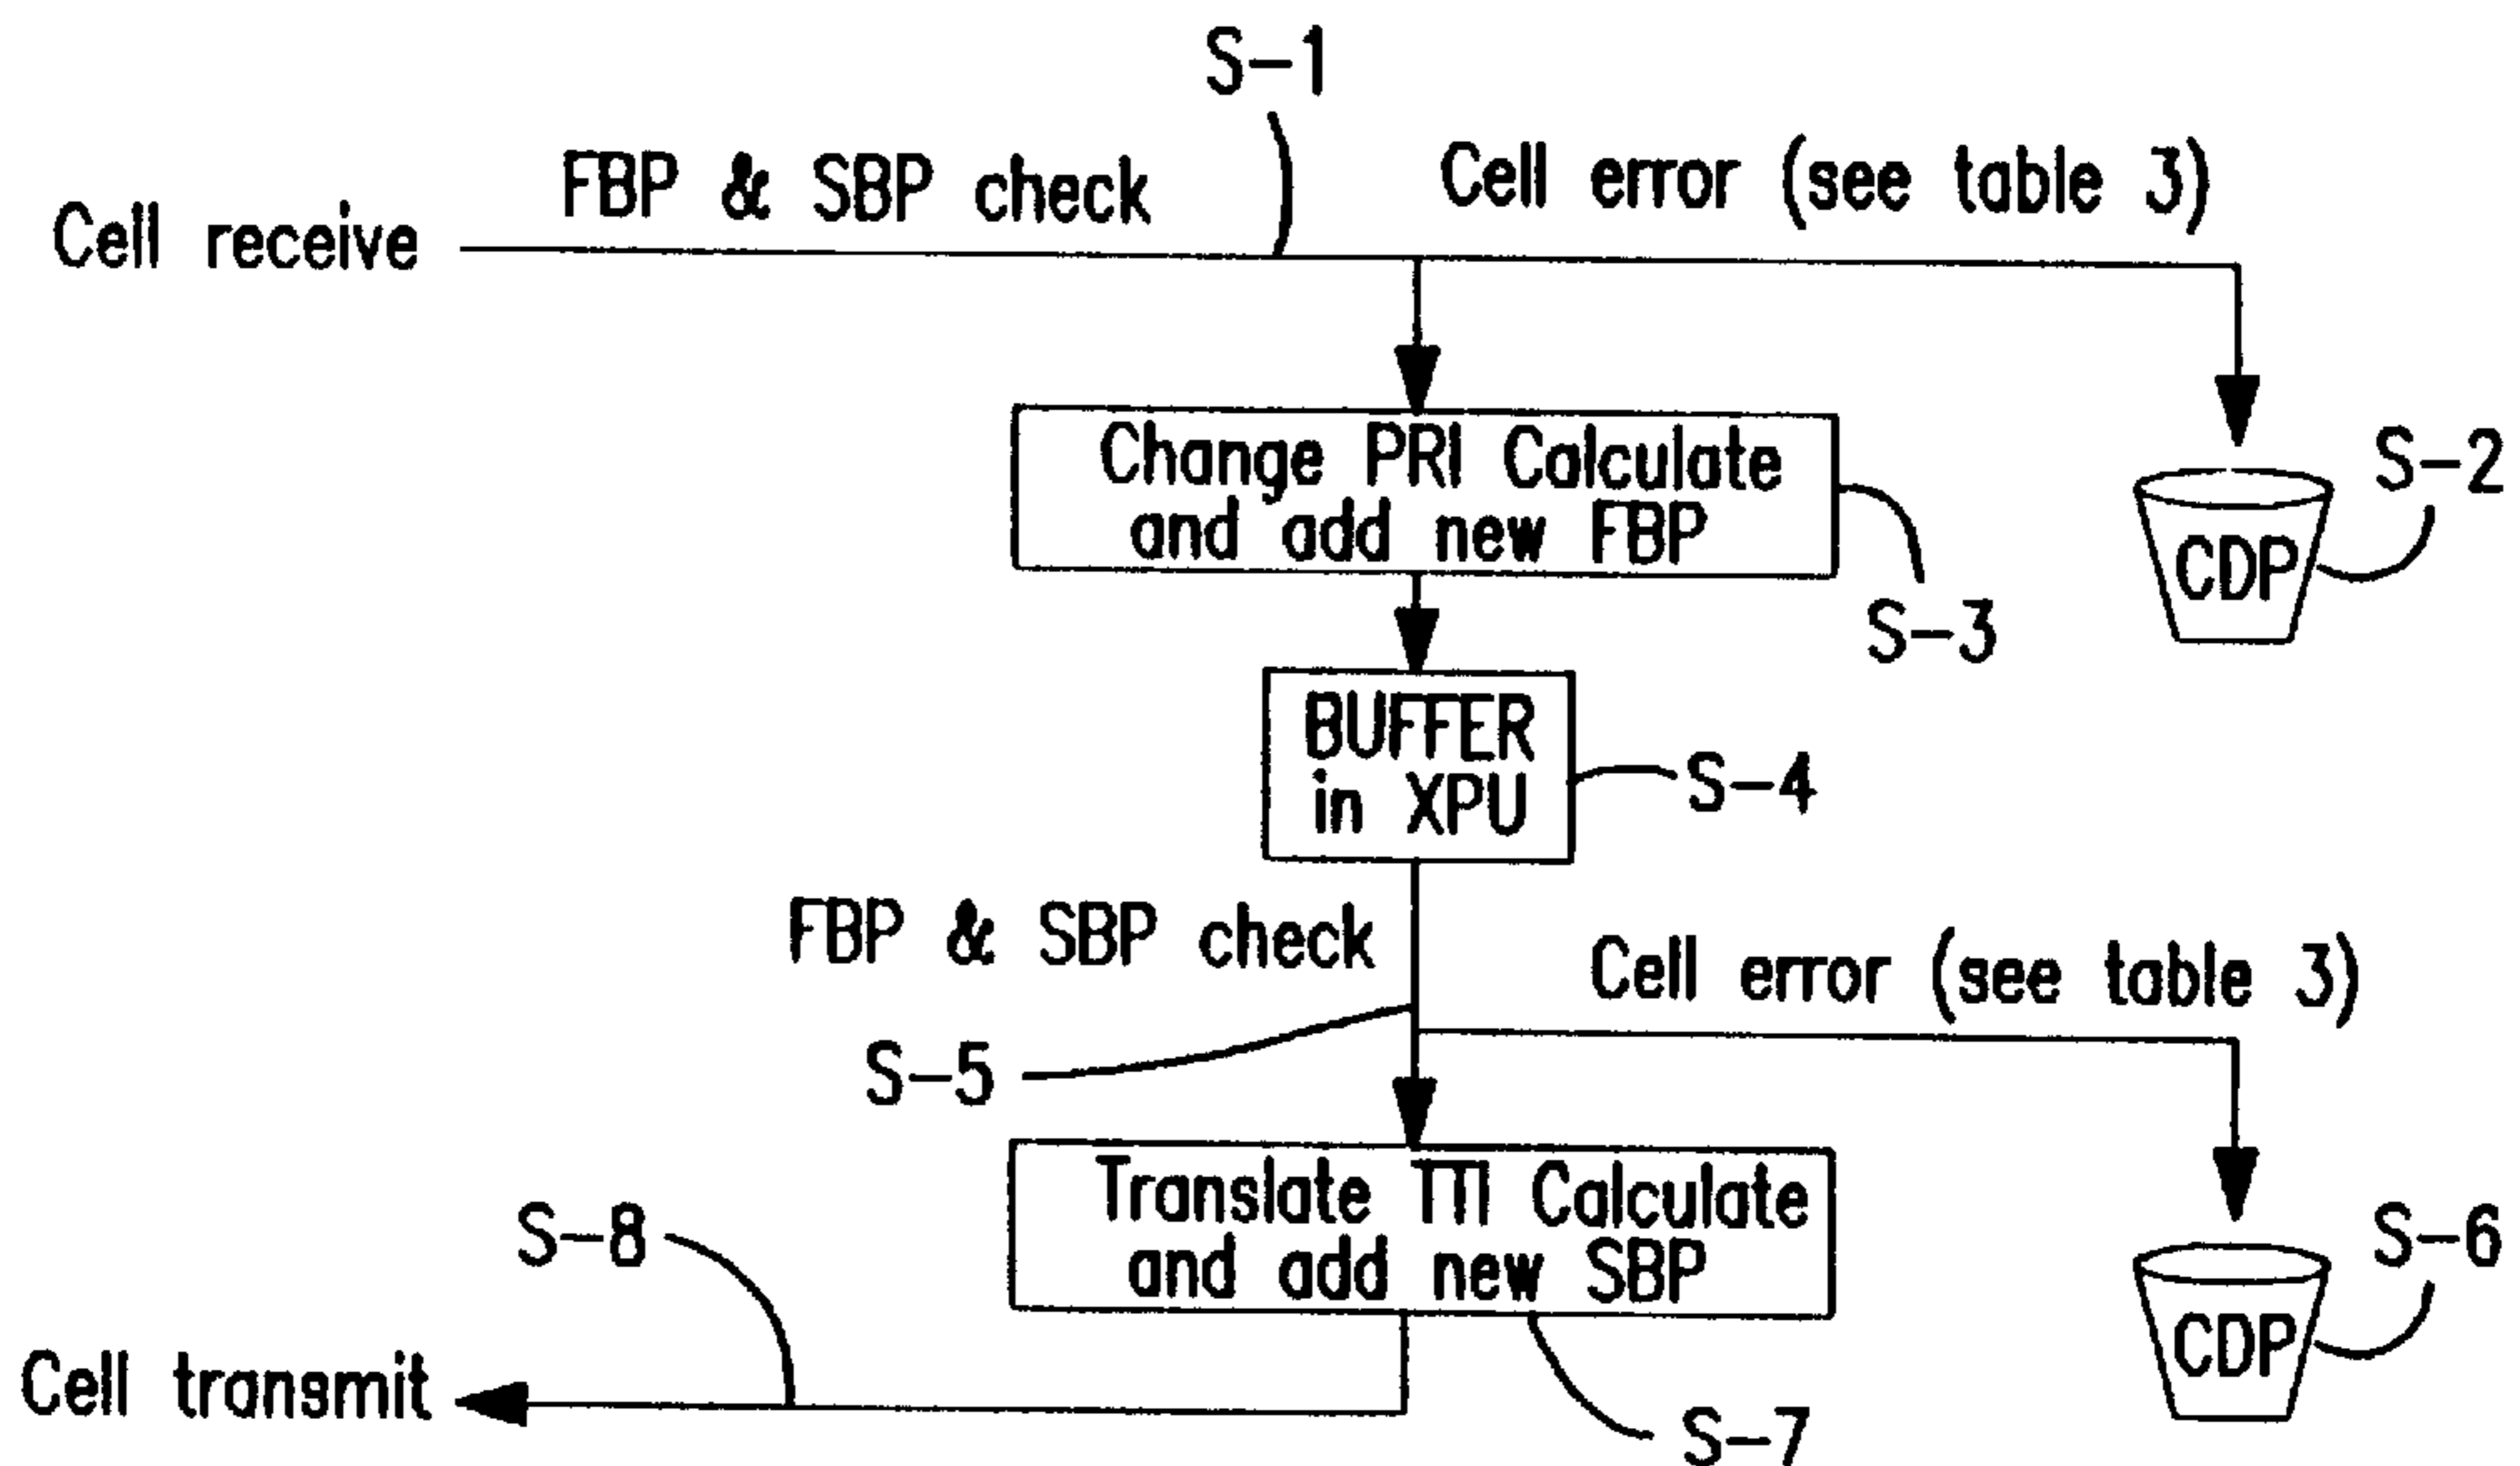 S-1
FBP & SBP check
Cell error (see table 3)
Cell receive
Change PRI Calculate
and add new FBP
S-2
CDP
S-3
BUFFER
in XPU
S-4
FBP & SBP check
Cell error (see table 3)
S-5
Translate TTI Calculate
and add new SBP
S-8
S-6
CDP
Cell transmit
S-7